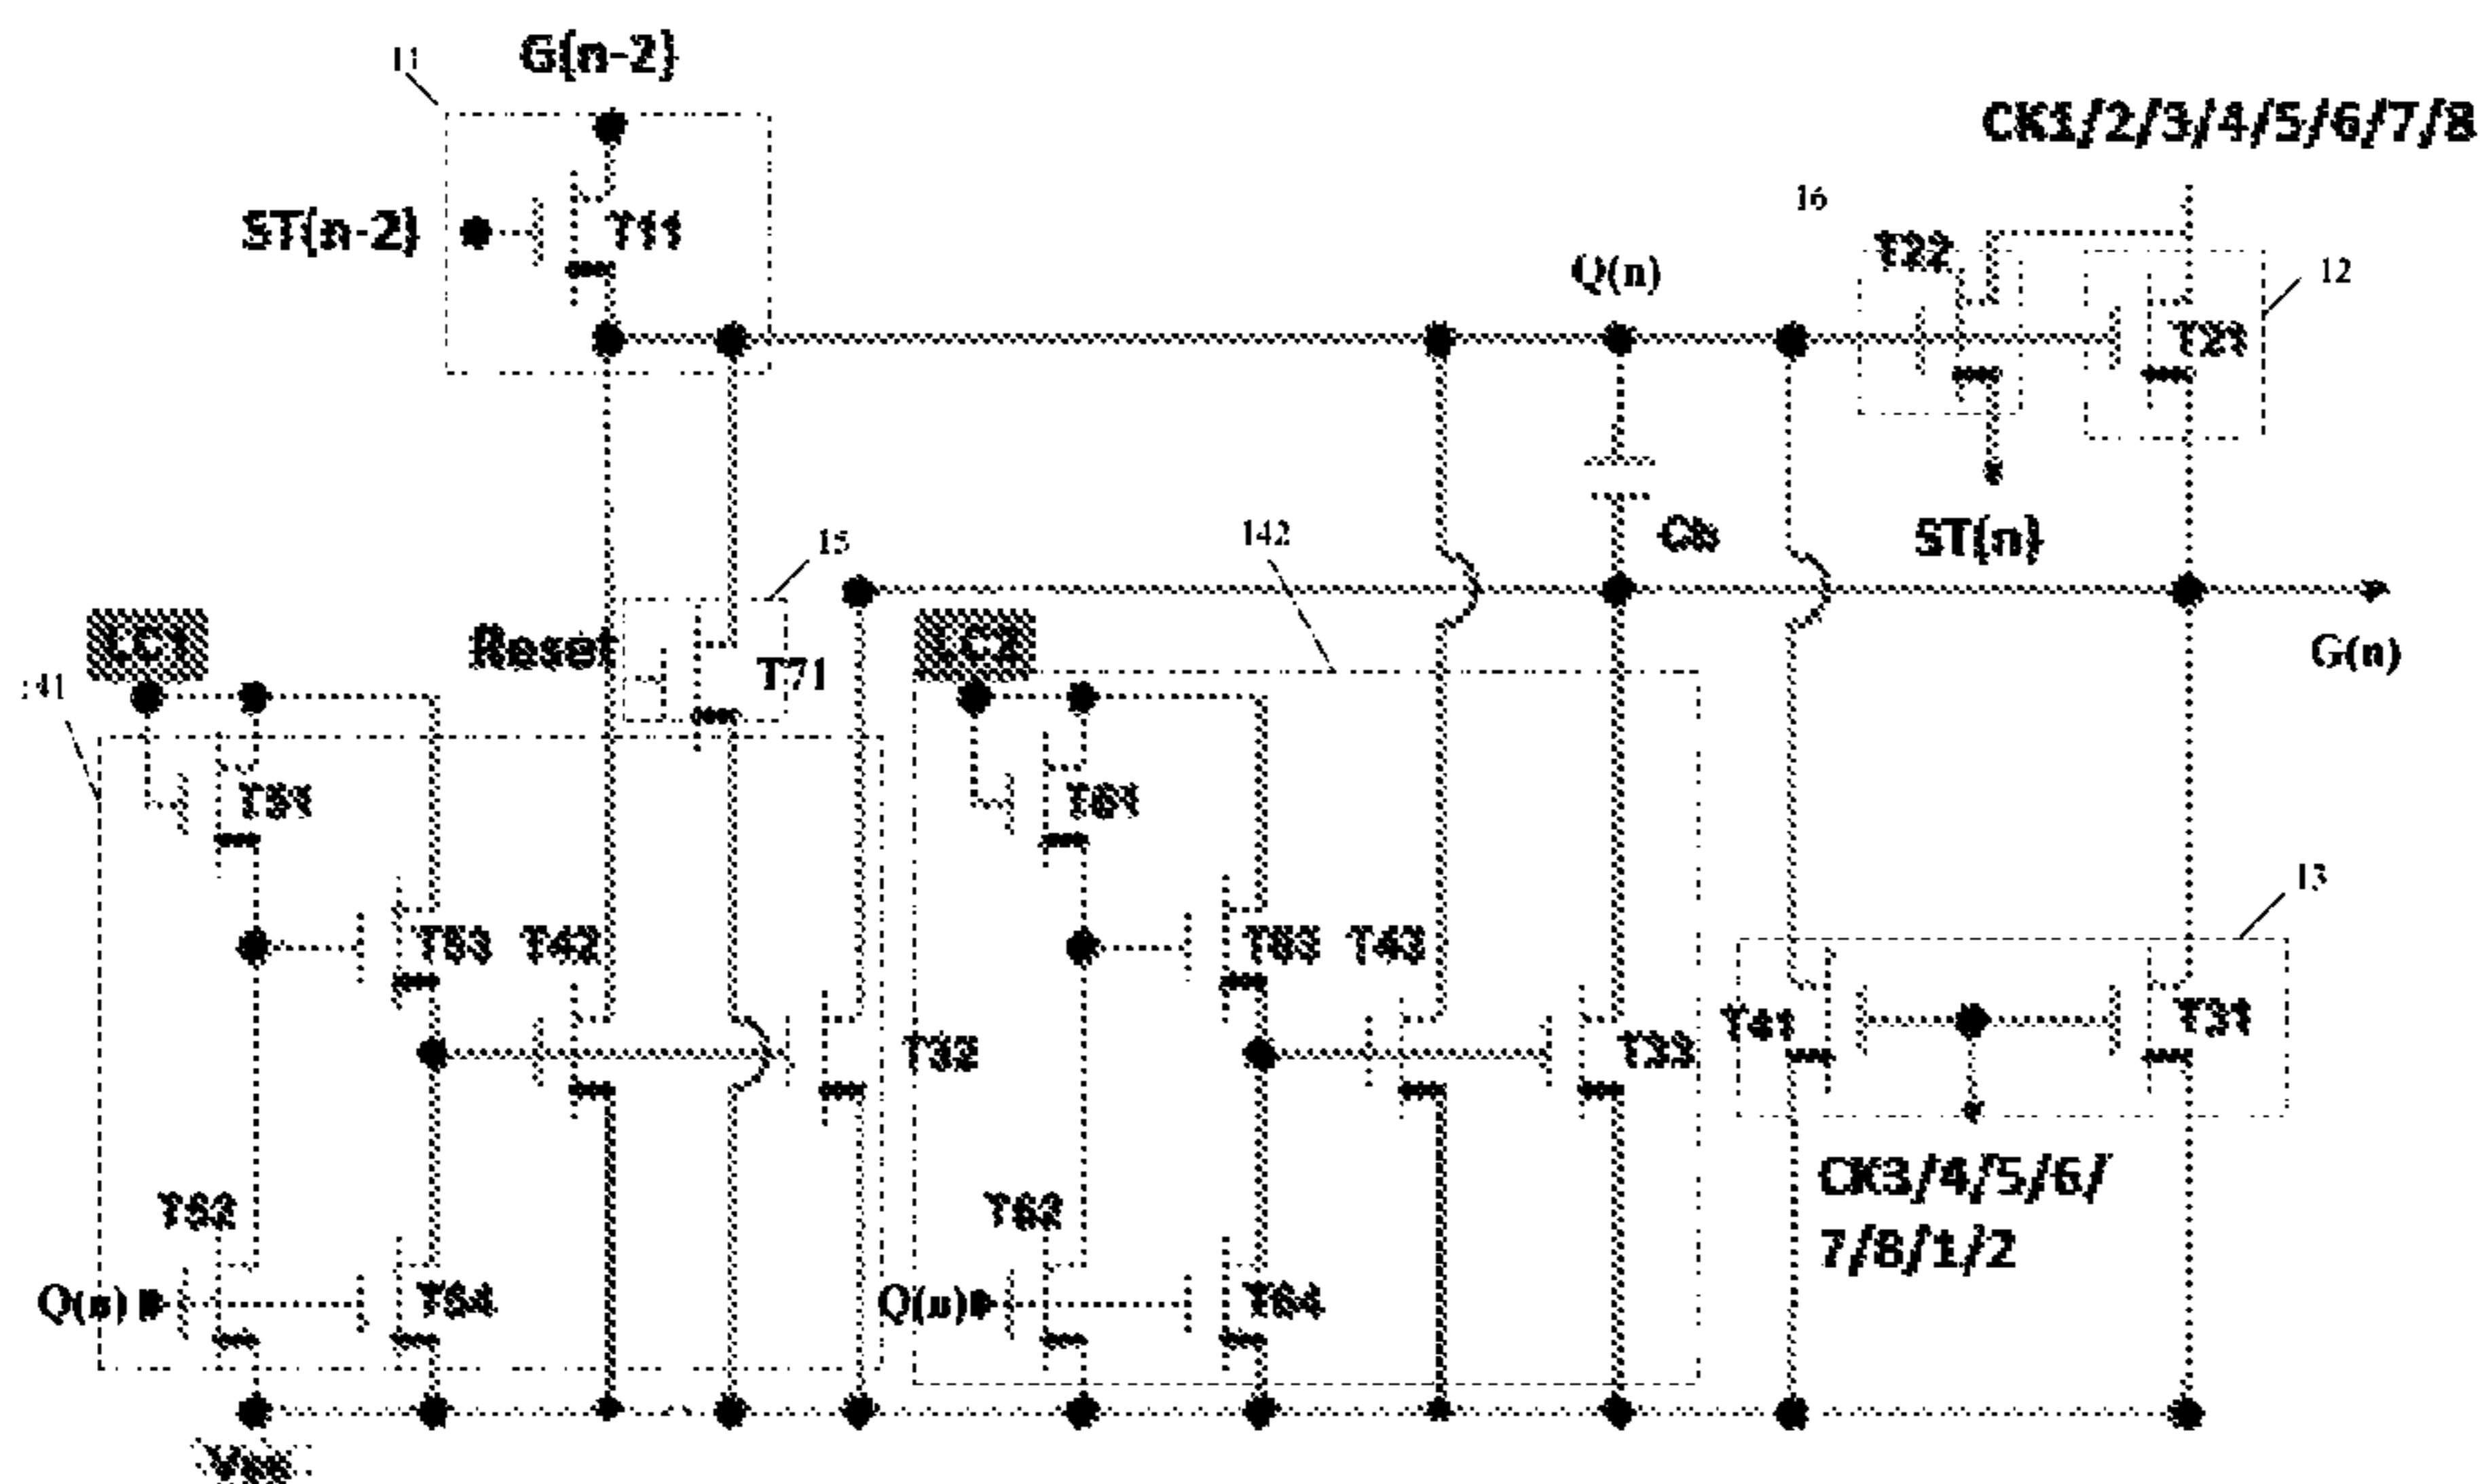 11
G(n-2)
CK1/2/3/4/5/6/7/8
ST(n-2)
T11
16
T22
Q(n)
12
T21
Cb
ST(n)
15
142
LC1
Reset
T71
LC2
G(n)
141
T51
T61
13
T53
T42
T63
T43
T41
T31
T32
T33
CK3/4/5/6/
7/8/1/2
T52
T62
Q(n)
T54
Q(n)
T64
Vss